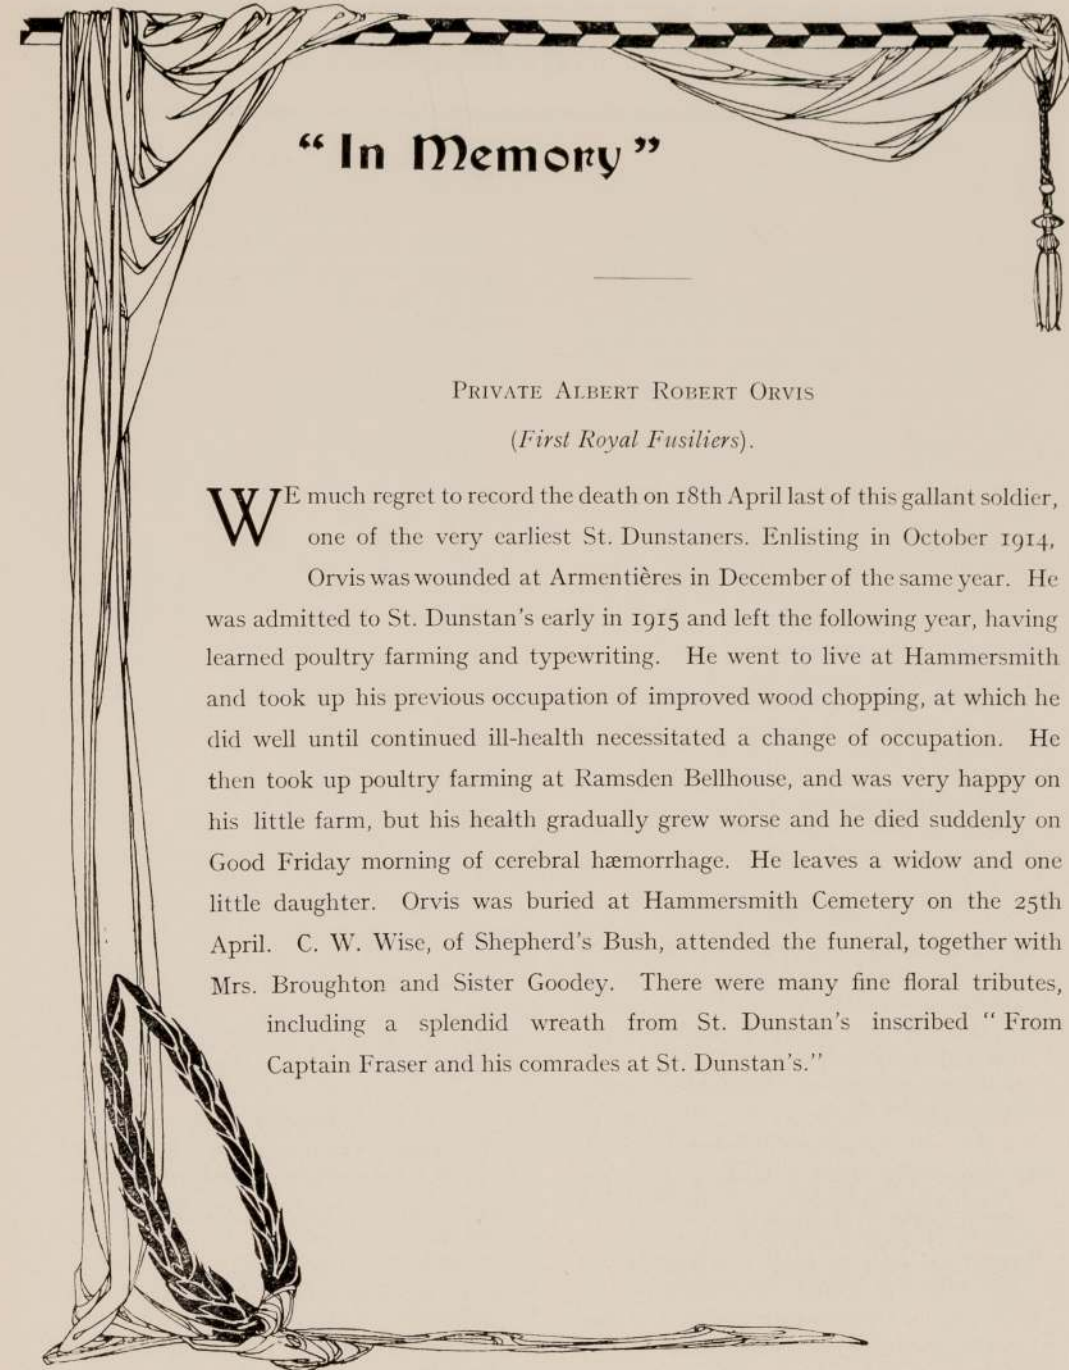 “In Memory”
PRIVATE ALBERT ROBERT ORVIS
(First Royal Fusiliers).
WE much regret to record the death on 18th April last of this gallant soldier,
one of the very earliest St. Dunstaners. Enlisting in October 1914,
Orvis was wounded at Armentières in December of the same year. He
was admitted to St. Dunstan's early in 1915 and left the following year, having
learned poultry farming and typewriting. He went to live at Hammersmith
and took up his previous occupation of improved wood chopping, at which he
did well until continued ill-health necessitated a change of occupation. He
then took up poultry farming at Ramsden Bellhouse, and was very happy on
his little farm, but his health gradually grew worse and he died suddenly on
Good Friday morning of cerebral hæmorrhage. He leaves a widow and one
little daughter. Orvis was buried at Hammersmith Cemetery on the 25th
April. C. W. Wise, of Shepherd's Bush, attended the funeral, together with
Mrs. Broughton and Sister Goodey. There were many fine floral tributes,
including a splendid wreath from St. Dunstan's inscribed “ From
Captain Fraser and his comrades at St. Dunstan's.”